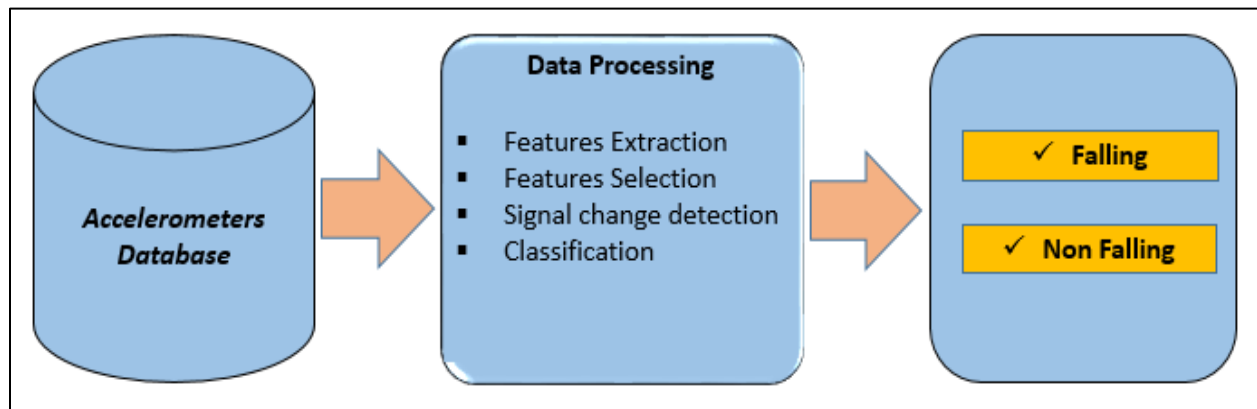 Accelerometers
Database
Data Processing
▪ Features Extraction
▪ Features Selection
▪ Signal change detection
▪ Classification
✓ Falling
✓ Non Falling